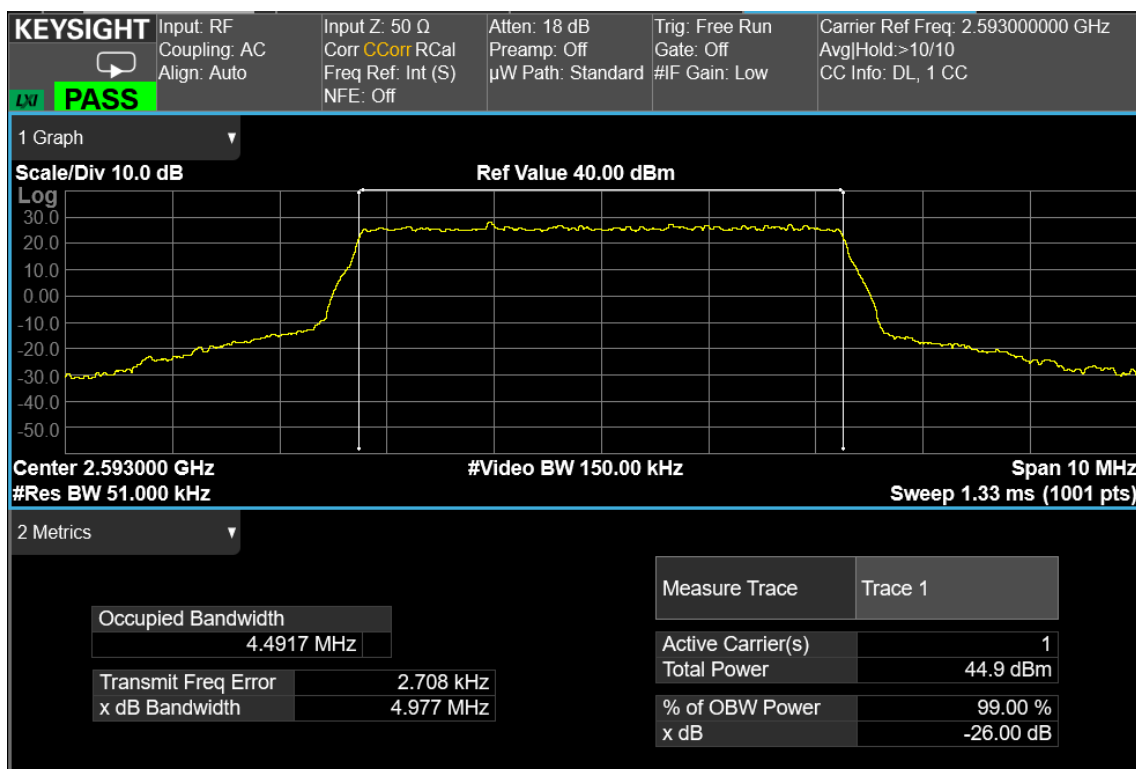 KEYSIGHT
LXI
PASS
Input: RF
Coupling: AC
Align: Auto
Input Z: 50 Ω
Corr CCorr RCal
Freq Ref: Int (S)
NFE: Off
Atten: 18 dB
Preamp: Off
µW Path: Standard
Trig: Free Run
Gate: Off
#IF Gain: Low
Carrier Ref Freq: 2.593000000 GHz
Avg|Hold:>10/10
CC Info: DL, 1 CC
1 Graph
Scale/Div 10.0 dB
Ref Value 40.00 dBm
Log
30.0
20.0
10.0
0.00
-10.0
-20.0
-30.0
-40.0
-50.0
Center 2.593000 GHz
#Video BW 150.00 kHz
Span 10 MHz
#Res BW 51.000 kHz
Sweep 1.33 ms (1001 pts)
2 Metrics
Occupied Bandwidth
4.4917 MHz
Transmit Freq Error 2.708 kHz
x dB Bandwidth 4.977 MHz
Measure Trace Trace 1
Active Carrier(s) 1
Total Power 44.9 dBm
% of OBW Power 99.00 %
x dB -26.00 dB